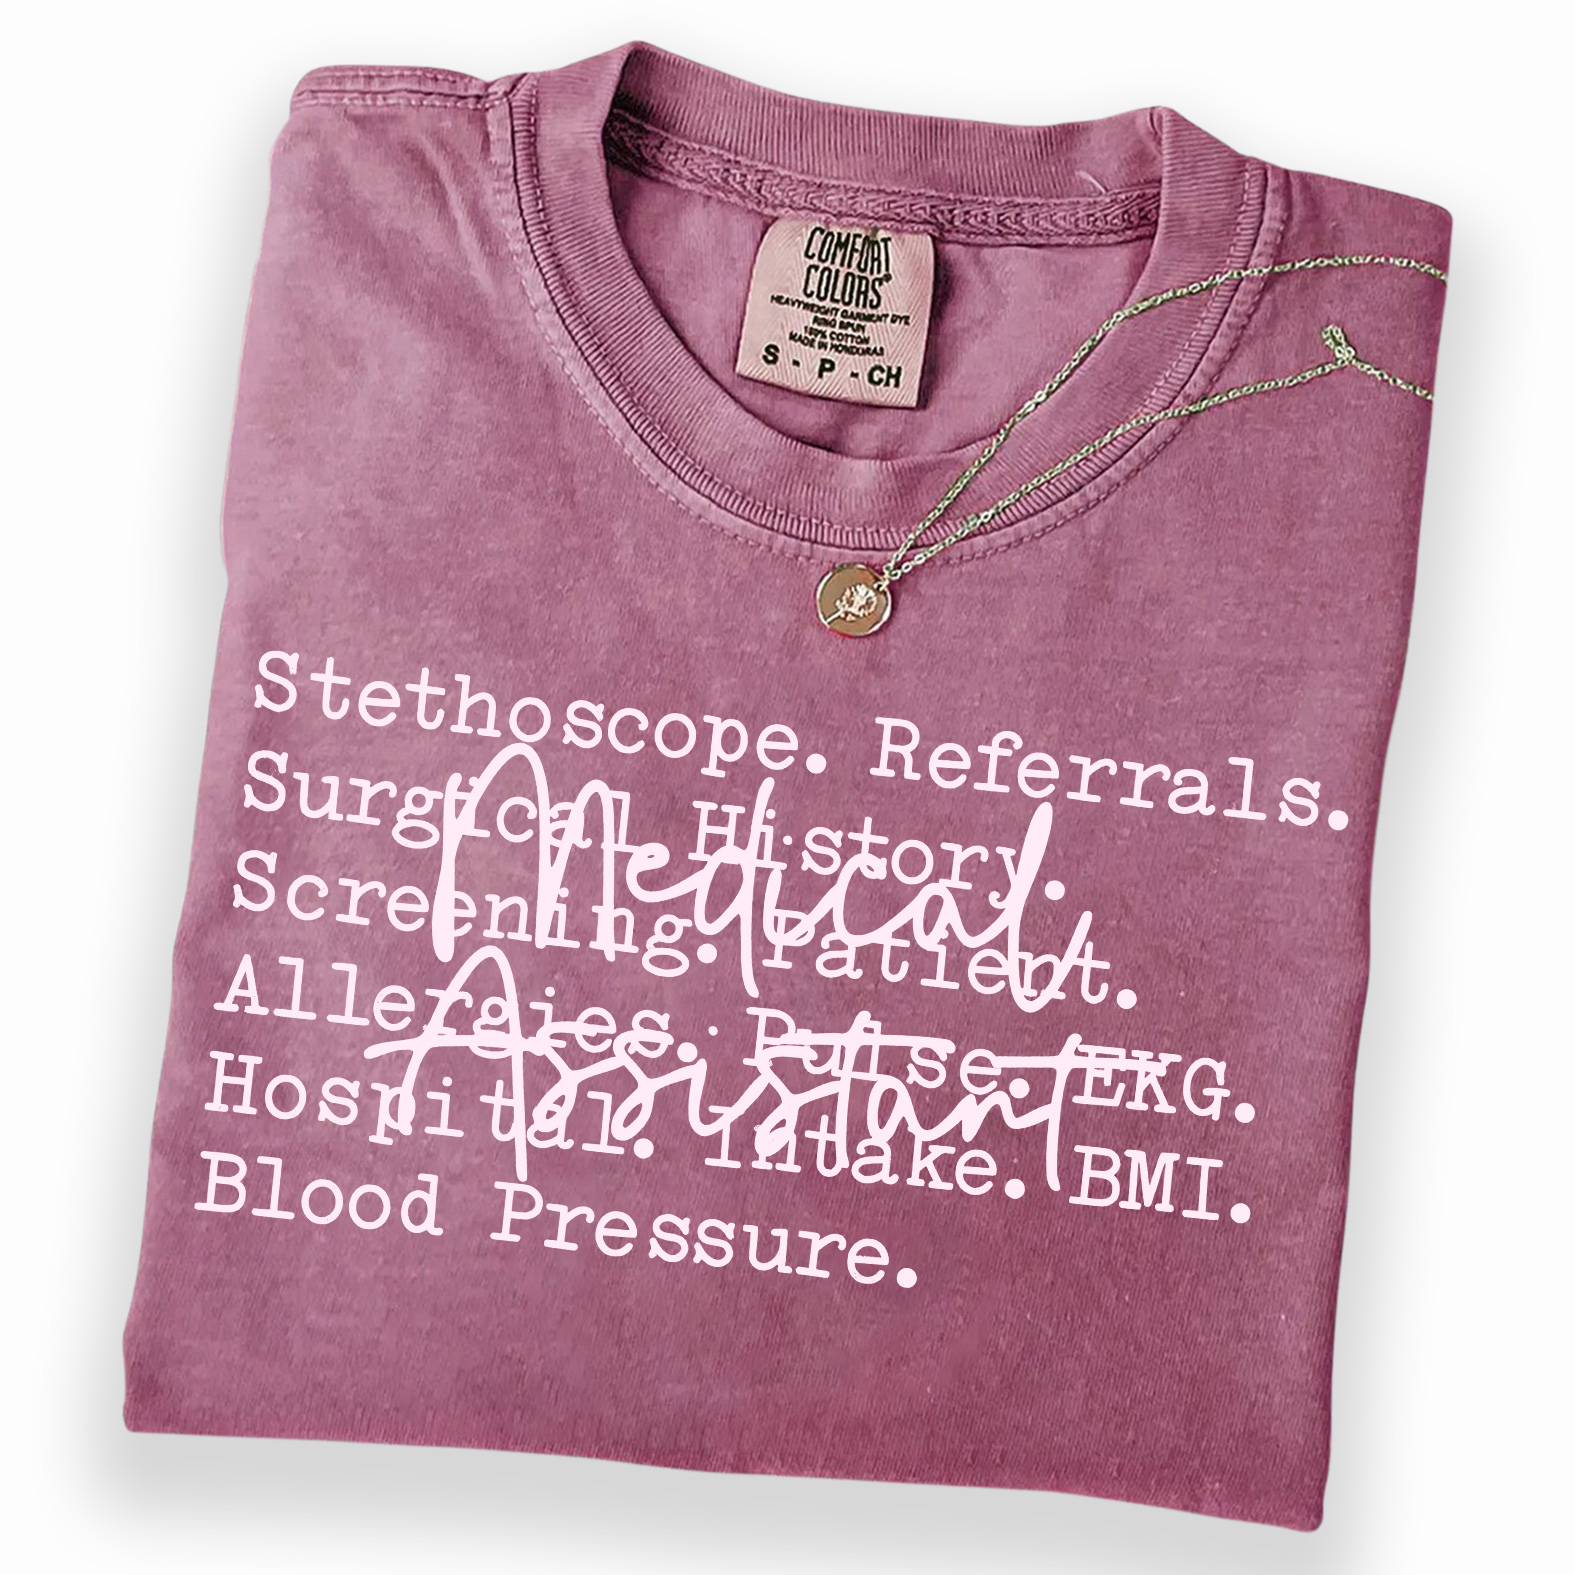 COMFORT
COLORS®
HEAVYWEIGHT GARMENT DYE
RING SPUN
100% COTTON
MADE IN HONDURAS
S - P - CH
Stethoscope. Referrals.
Surgical History.
Screening. Patient.
Allergies. Pulse. EKG.
Hospital. Intake. BMI.
Blood Pressure.
Medical
Assistant